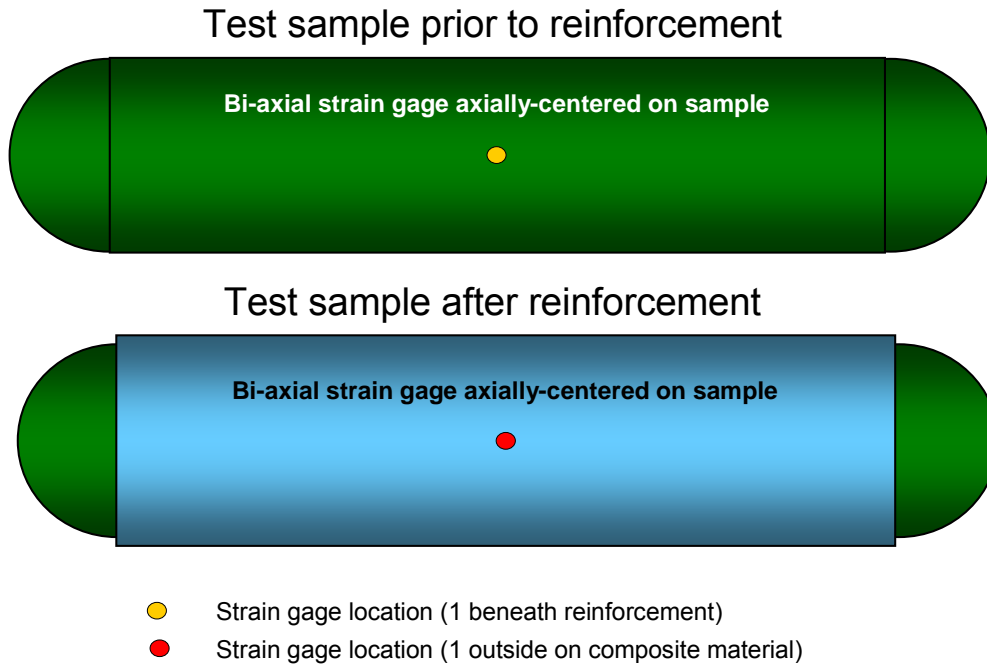 Test sample prior to reinforcement
Bi-axial strain gage axially-centered on sample
Test sample after reinforcement
Bi-axial strain gage axially-centered on sample
Strain gage location (1 beneath reinforcement)
Strain gage location (1 outside on composite material)